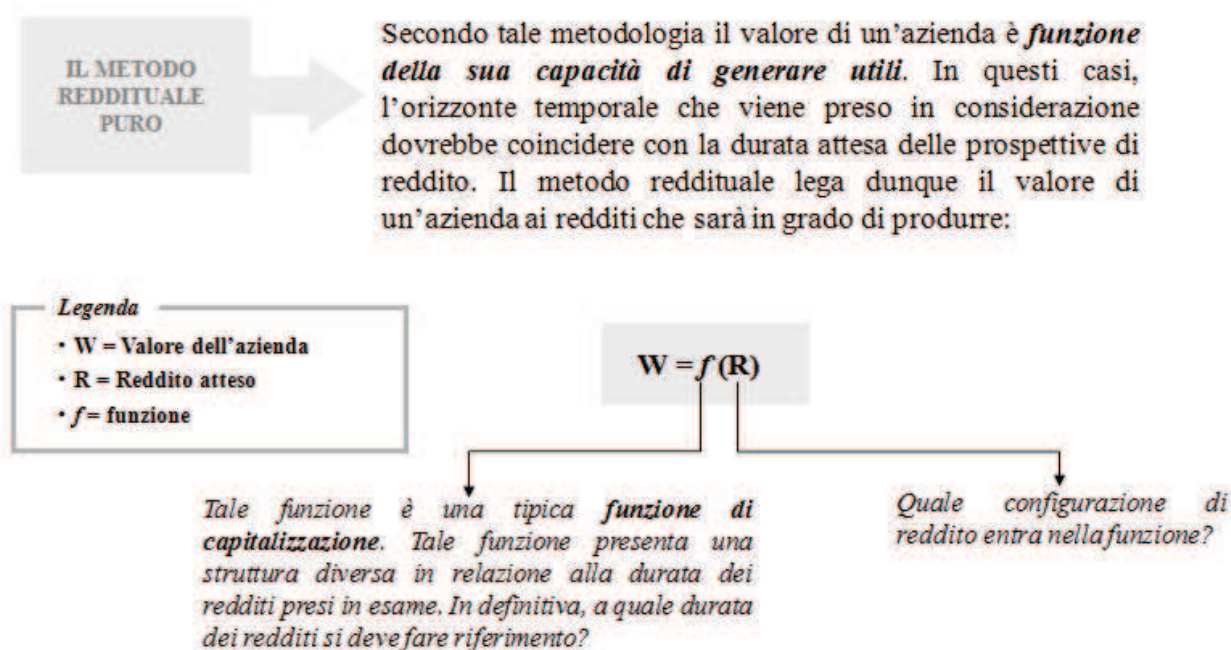 IL METODO
REDDITUALE
PURO
Secondo tale metodologia il valore di un'azienda è funzione
della sua capacità di generare utili. In questi casi,
l'orizzonte temporale che viene preso in considerazione
dovrebbe coincidere con la durata attesa delle prospettive di
reddito. Il metodo reddituale lega dunque il valore di
un'azienda ai redditi che sarà in grado di produrre:
Legenda
• W = Valore dell'azienda
• R = Reddito atteso
• f = funzione
W = f (R)
Tale funzione è una tipica funzione di
capitalizzazione. Tale funzione presenta una
struttura diversa in relazione alla durata dei
redditi presi in esame. In definitiva, a quale durata
dei redditi si deve fare riferimento?
Quale configurazione di
reddito entra nella funzione?